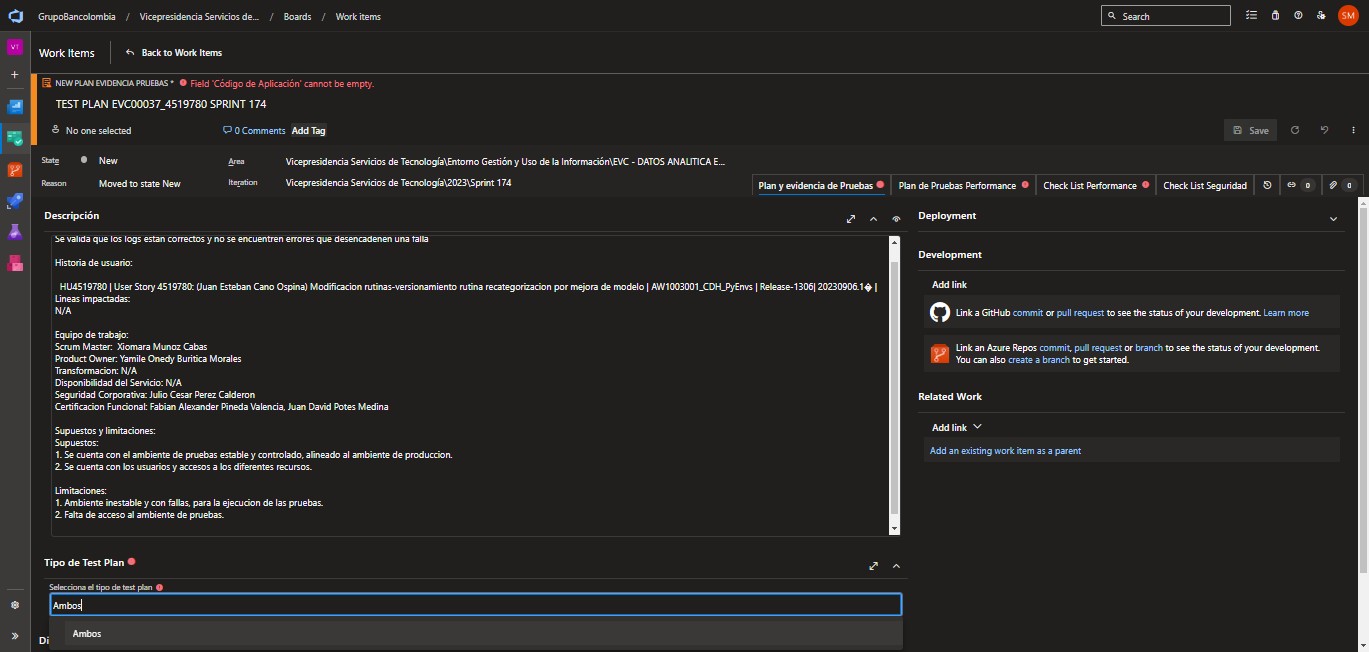 GrupoBancolombia / Vicepresidencia Servicios de... / Boards / Work items
Search
SM
VT
Work Items
Back to Work Items
NEW PLAN EVIDENCIA PRUEBAS * Field 'Código de Aplicación' cannot be empty.
TEST PLAN EVC00037_4519780 SPRINT 174
No one selected
0 Comments
Add Tag
Save
State
New
Area
Vicepresidencia Servicios de Tecnología\Entorno Gestión y Uso de la Información\EVC - DATOS ANALITICA E...
Reason
Moved to state New
Iteration
Vicepresidencia Servicios de Tecnología\2023\Sprint 174
Plan y evidencia de Pruebas
Plan de Pruebas Performance
Check List Performance
Check List Seguridad
0
0
Descripción
Se valida que los logs estan correctos y no se encuentren errores que desencadenen una falla
Historia de usuario:
HU4519780 | User Story 4519780: (Juan Esteban Cano Ospina) Modificacion rutinas-versionamiento rutina recategorizacion por mejora de modelo | AW1003001_CDH_PyEnvs | Release-1306| 20230906.1� |
Lineas impactadas:
N/A
Equipo de trabajo:
Scrum Master: Xiomara Munoz Cabas
Product Owner: Yamile Onedy Buritica Morales
Transformacion: N/A
Disponibilidad del Servicio: N/A
Seguridad Corporativa: Julio Cesar Perez Calderon
Certificacion Funcional: Fabian Alexander Pineda Valencia, Juan David Potes Medina
Supuestos y limitaciones:
Supuestos:
1. Se cuenta con el ambiente de pruebas estable y controlado, alineado al ambiente de produccion.
2. Se cuenta con los usuarios y accesos a los diferentes recursos.
Limitaciones:
1. Ambiente inestable y con fallas, para la ejecucion de las pruebas.
2. Falta de acceso al ambiente de pruebas.
Tipo de Test Plan
Selecciona el tipo de test plan
Ambos
Ambos
Di
Deployment
Development
Add link
Link a GitHub commit or pull request to see the status of your development. Learn more
Link an Azure Repos commit, pull request or branch to see the status of your development.
You can also create a branch to get started.
Related Work
Add link
Add an existing work item as a parent